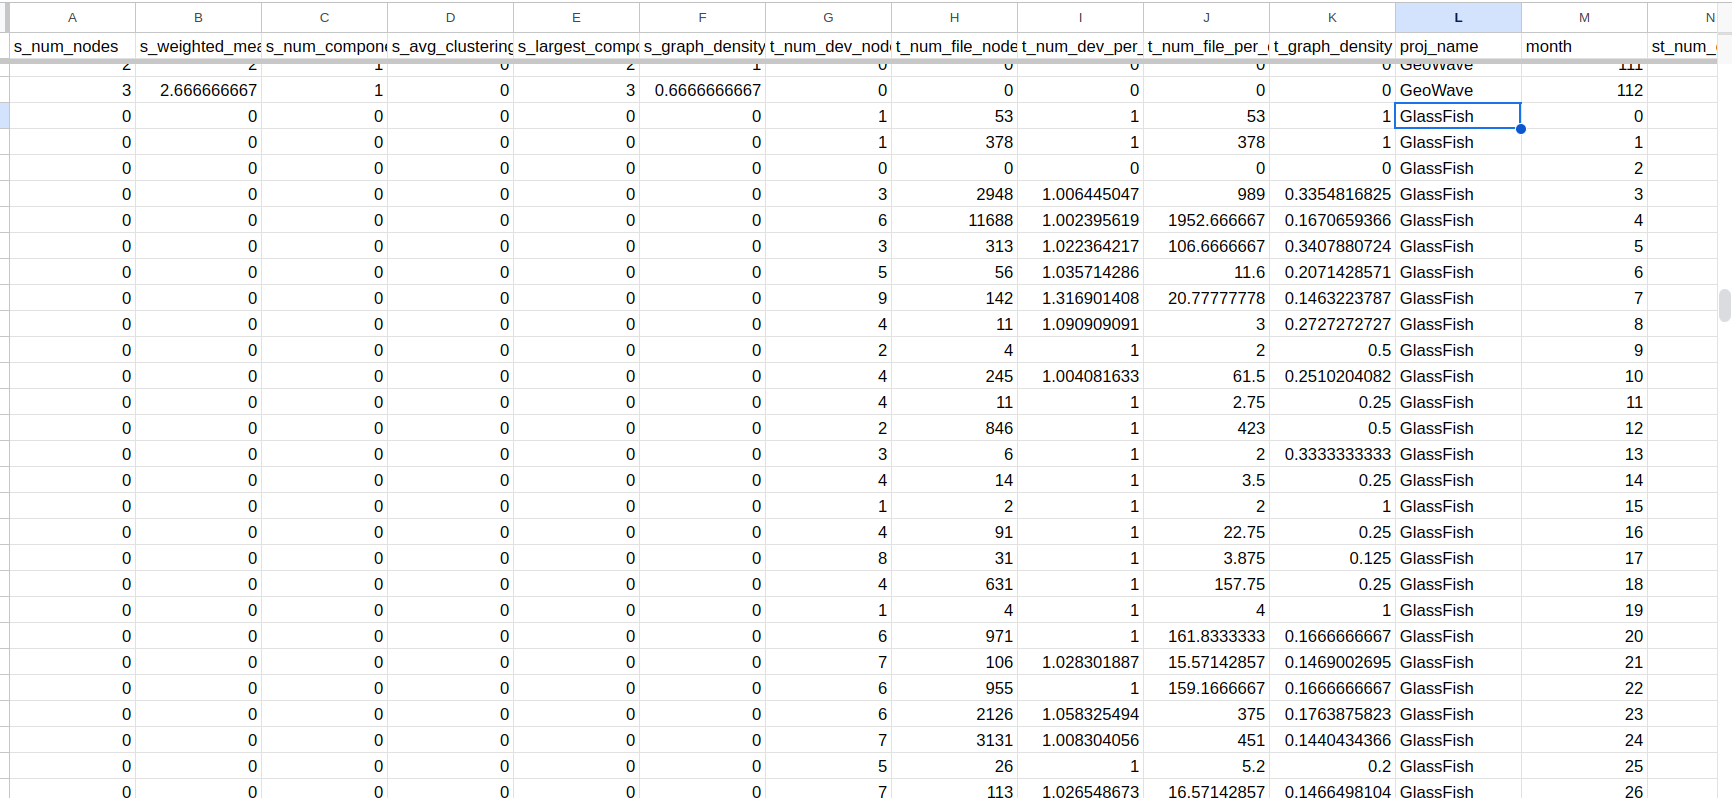 A B C D E F G H I J K L M N
s_num_nodes s_weighted_mea s_num_compone s_avg_clustering s_largest_compo s_graph_density t_num_dev_node t_num_file_node t_num_dev_per_ t_num_file_per_ t_graph_density proj_name month st_num_
2 2 1 0 2 1 0 0 0 0 0 GeoWave 111
3 2.666666667 1 0 3 0.6666666667 0 0 0 0 0 GeoWave 112
0 0 0 0 0 0 1 53 1 53 1 GlassFish 0
0 0 0 0 0 0 1 378 1 378 1 GlassFish 1
0 0 0 0 0 0 0 0 0 0 0 GlassFish 2
0 0 0 0 0 0 3 2948 1.006445047 989 0.3354816825 GlassFish 3
0 0 0 0 0 0 6 11688 1.002395619 1952.666667 0.1670659366 GlassFish 4
0 0 0 0 0 0 3 313 1.022364217 106.6666667 0.3407880724 GlassFish 5
0 0 0 0 0 0 5 56 1.035714286 11.6 0.2071428571 GlassFish 6
0 0 0 0 0 0 9 142 1.316901408 20.77777778 0.1463223787 GlassFish 7
0 0 0 0 0 0 4 11 1.090909091 3 0.2727272727 GlassFish 8
0 0 0 0 0 0 2 4 1 2 0.5 GlassFish 9
0 0 0 0 0 0 4 245 1.004081633 61.5 0.2510204082 GlassFish 10
0 0 0 0 0 0 4 11 1 2.75 0.25 GlassFish 11
0 0 0 0 0 0 2 846 1 423 0.5 GlassFish 12
0 0 0 0 0 0 3 6 1 2 0.3333333333 GlassFish 13
0 0 0 0 0 0 4 14 1 3.5 0.25 GlassFish 14
0 0 0 0 0 0 1 2 1 2 1 GlassFish 15
0 0 0 0 0 0 4 91 1 22.75 0.25 GlassFish 16
0 0 0 0 0 0 8 31 1 3.875 0.125 GlassFish 17
0 0 0 0 0 0 4 631 1 157.75 0.25 GlassFish 18
0 0 0 0 0 0 1 4 1 4 1 GlassFish 19
0 0 0 0 0 0 6 971 1 161.8333333 0.1666666667 GlassFish 20
0 0 0 0 0 0 7 106 1.028301887 15.57142857 0.1469002695 GlassFish 21
0 0 0 0 0 0 6 955 1 159.1666667 0.1666666667 GlassFish 22
0 0 0 0 0 0 6 2126 1.058325494 375 0.1763875823 GlassFish 23
0 0 0 0 0 0 7 3131 1.008304056 451 0.1440434366 GlassFish 24
0 0 0 0 0 0 5 26 1 5.2 0.2 GlassFish 25
0 0 0 0 0 0 7 113 1.026548673 16.57142857 0.1466498104 GlassFish 26